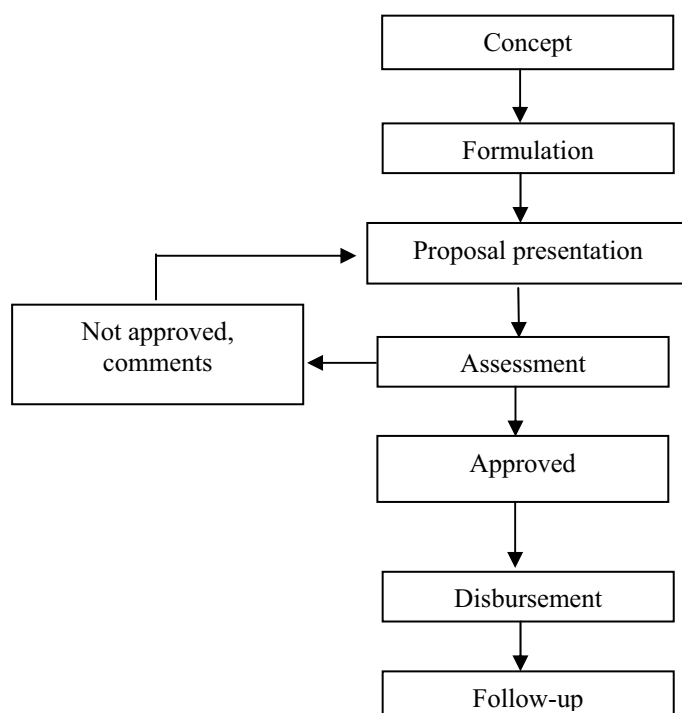 Concept
Formulation
Proposal presentation
Not approved,
comments
Assessment
Approved
Disbursement
Follow-up